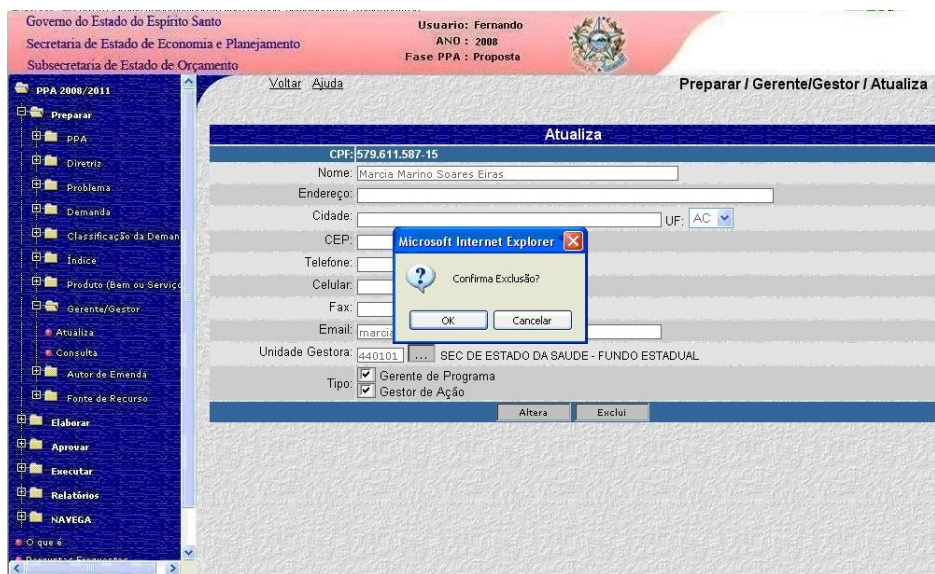 Governo do Estado do Espírito Santo
Secretaria de Estado de Economia e Planejamento
Subsecretaria de Estado de Orçamento
Usuario: Fernando
ANO : 2008
Fase PPA : Proposta
Voltar Ajuda
Preparar / Gerente/Gestor / Atualiza
PPA 2008/2011
Preparar
PPA
Diretriz
Problema
Demanda
Classificação da Deman
Índice
Produto (Bem ou Serviço
Gerente/Gestor
Atualiza
Consulta
Autor de Emenda
Fonte de Recurso
Elaborar
Aprovar
Executar
Relatórios
NAVEGA
O que é
Perguntas Frequentes
Atualiza
CPF: 579.611.587-15
Nome: Marcia Marino Soares Eiras
Endereço:
Cidade: UF: AC
CEP:
Telefone:
Celular:
Fax:
Email: marcia
Unidade Gestora: 440101 ... SEC DE ESTADO DA SAUDE - FUNDO ESTADUAL
Tipo: Gerente de Programa
Gestor de Ação
Altera Exclui
Microsoft Internet Explorer
Confirma Exclusão?
OK Cancelar